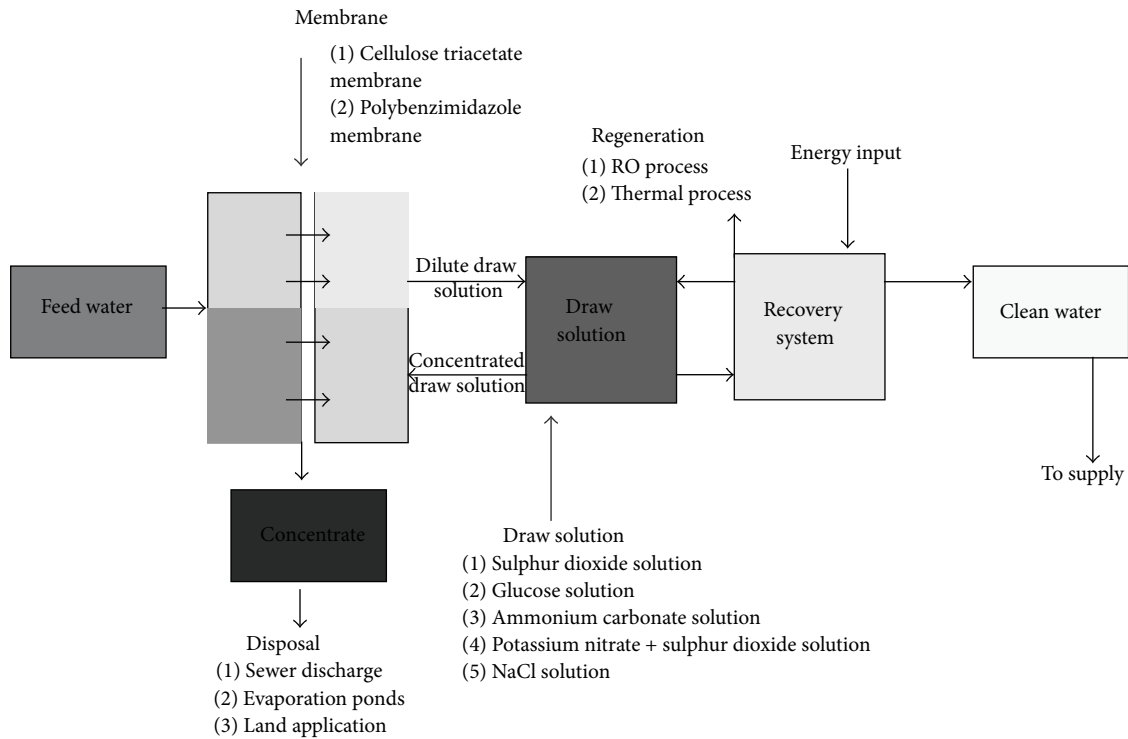 Membrane
(1) Cellulose triacetate
membrane
(2) Polybenzimidazole
membrane
Regeneration
(1) RO process
(2) Thermal process
Energy input
Feed water
Dilute draw
solution
Concentrated
draw solution
Draw
solution
Recovery
system
Clean water
To supply
Concentrate
Disposal
(1) Sewer discharge
(2) Evaporation ponds
(3) Land application
Draw solution
(1) Sulphur dioxide solution
(2) Glucose solution
(3) Ammonium carbonate solution
(4) Potassium nitrate + sulphur dioxide solution
(5) NaCl solution